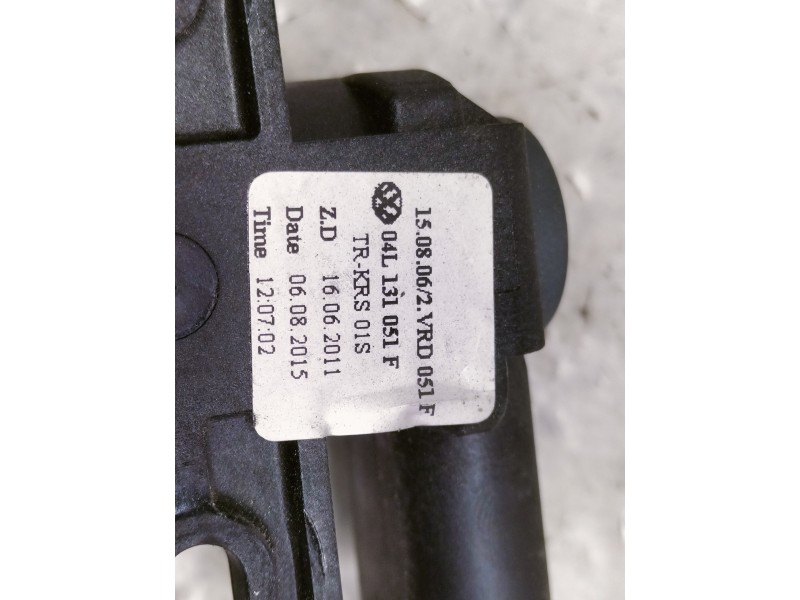 15.08.06/2.VRD 051 F
04L 131 051 F
TR-KRS 01S
Z.D 16.06.2011
Date 06.08.2015
Time 12:07:02